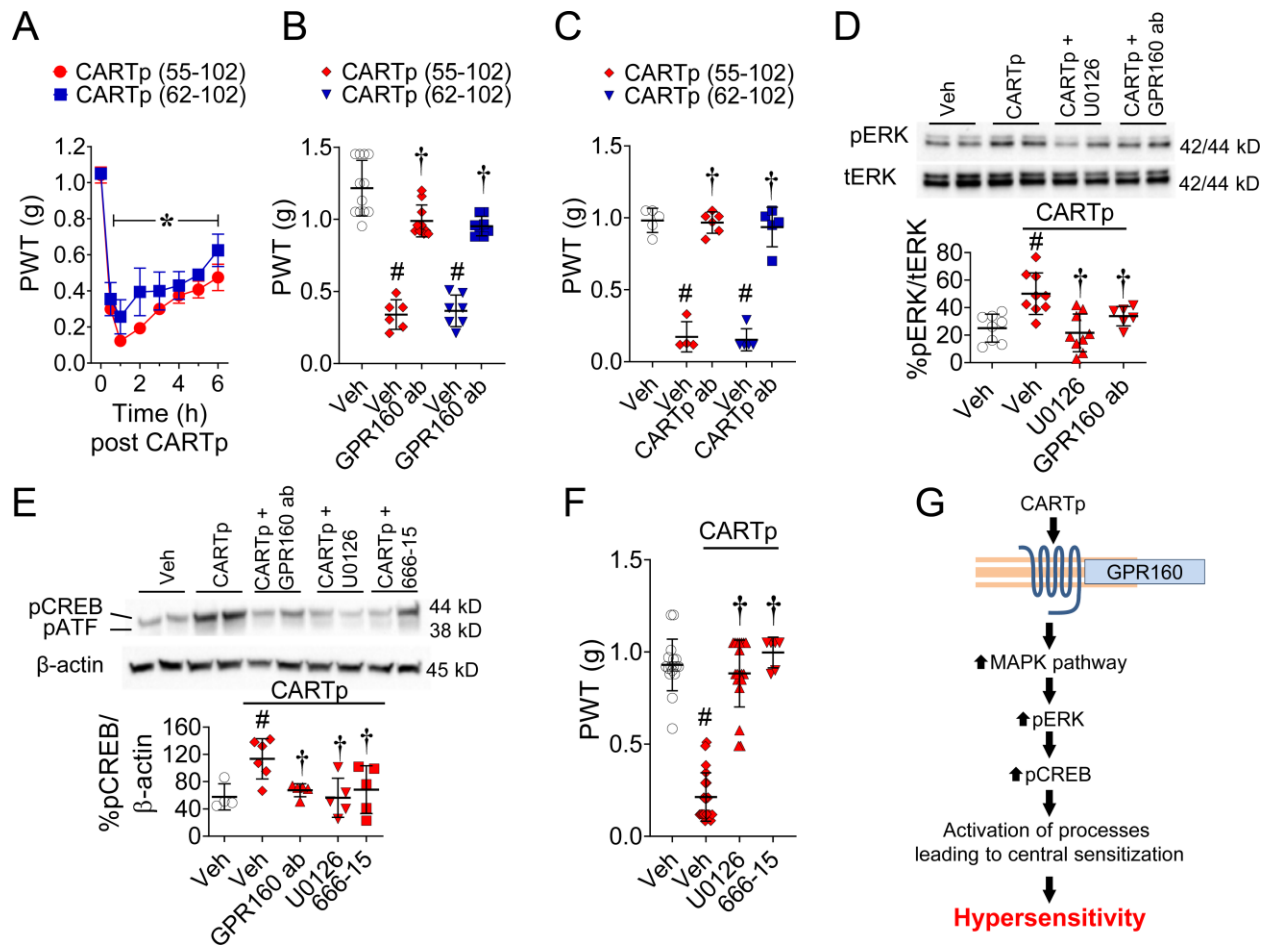 A
CARTp (55-102)
CARTp (62-102)
PWT (g)
1.2
1.0
0.8
0.6
0.4
0.2
0.0
*
0 2 4 6
Time (h)
post CARTp
B
CARTp (55-102)
CARTp (62-102)
PWT (g)
1.5
1.0
0.5
0.0
† †
# #
Veh
Veh
GPR160 ab
Veh
GPR160 ab
C
CARTp (55-102)
CARTp (62-102)
PWT (g)
1.5
1.0
0.5
0.0
† †
# #
Veh
Veh
CARTp ab
Veh
CARTp ab
D
Veh
CARTp
CARTp +
U0126
CARTp +
GPR160 ab
pERK 42/44 kD
tERK 42/44 kD
CARTp
%pERK/tERK
100
80
60
40
20
0
# † †
Veh
Veh
U0126
GPR160 ab
E
Veh
CARTp
CARTp +
GPR160 ab
CARTp +
U0126
CARTp +
666-15
pCREB 44 kD
pATF 38 kD
β-actin 45 kD
CARTp
%pCREB/
β-actin
160
120
80
40
0
# † † †
Veh
Veh
GPR160 ab
U0126
666-15
F
CARTp
PWT (g)
1.5
1.0
0.5
0.0
# † †
Veh
Veh
U0126
666-15
G
CARTp
GPR160
MAPK pathway
pERK
pCREB
Activation of processes
leading to central sensitization
Hypersensitivity